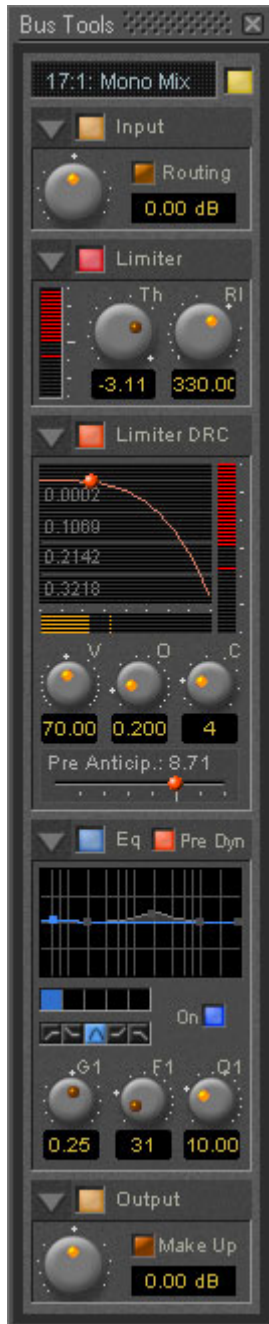 Bus Tools
17:1: Mono Mix
Input
Routing
0.00 dB
Limiter
Th Rl
-3.11 330.00
Limiter DRC
0.0002
0.1069
0.2142
0.3218
V O C
70.00 0.200 4
Pre Anticip.: 8.71
Eq Pre Dyn
On
G1 F1 Q1
0.25 31 10.00
Output
Make Up
0.00 dB